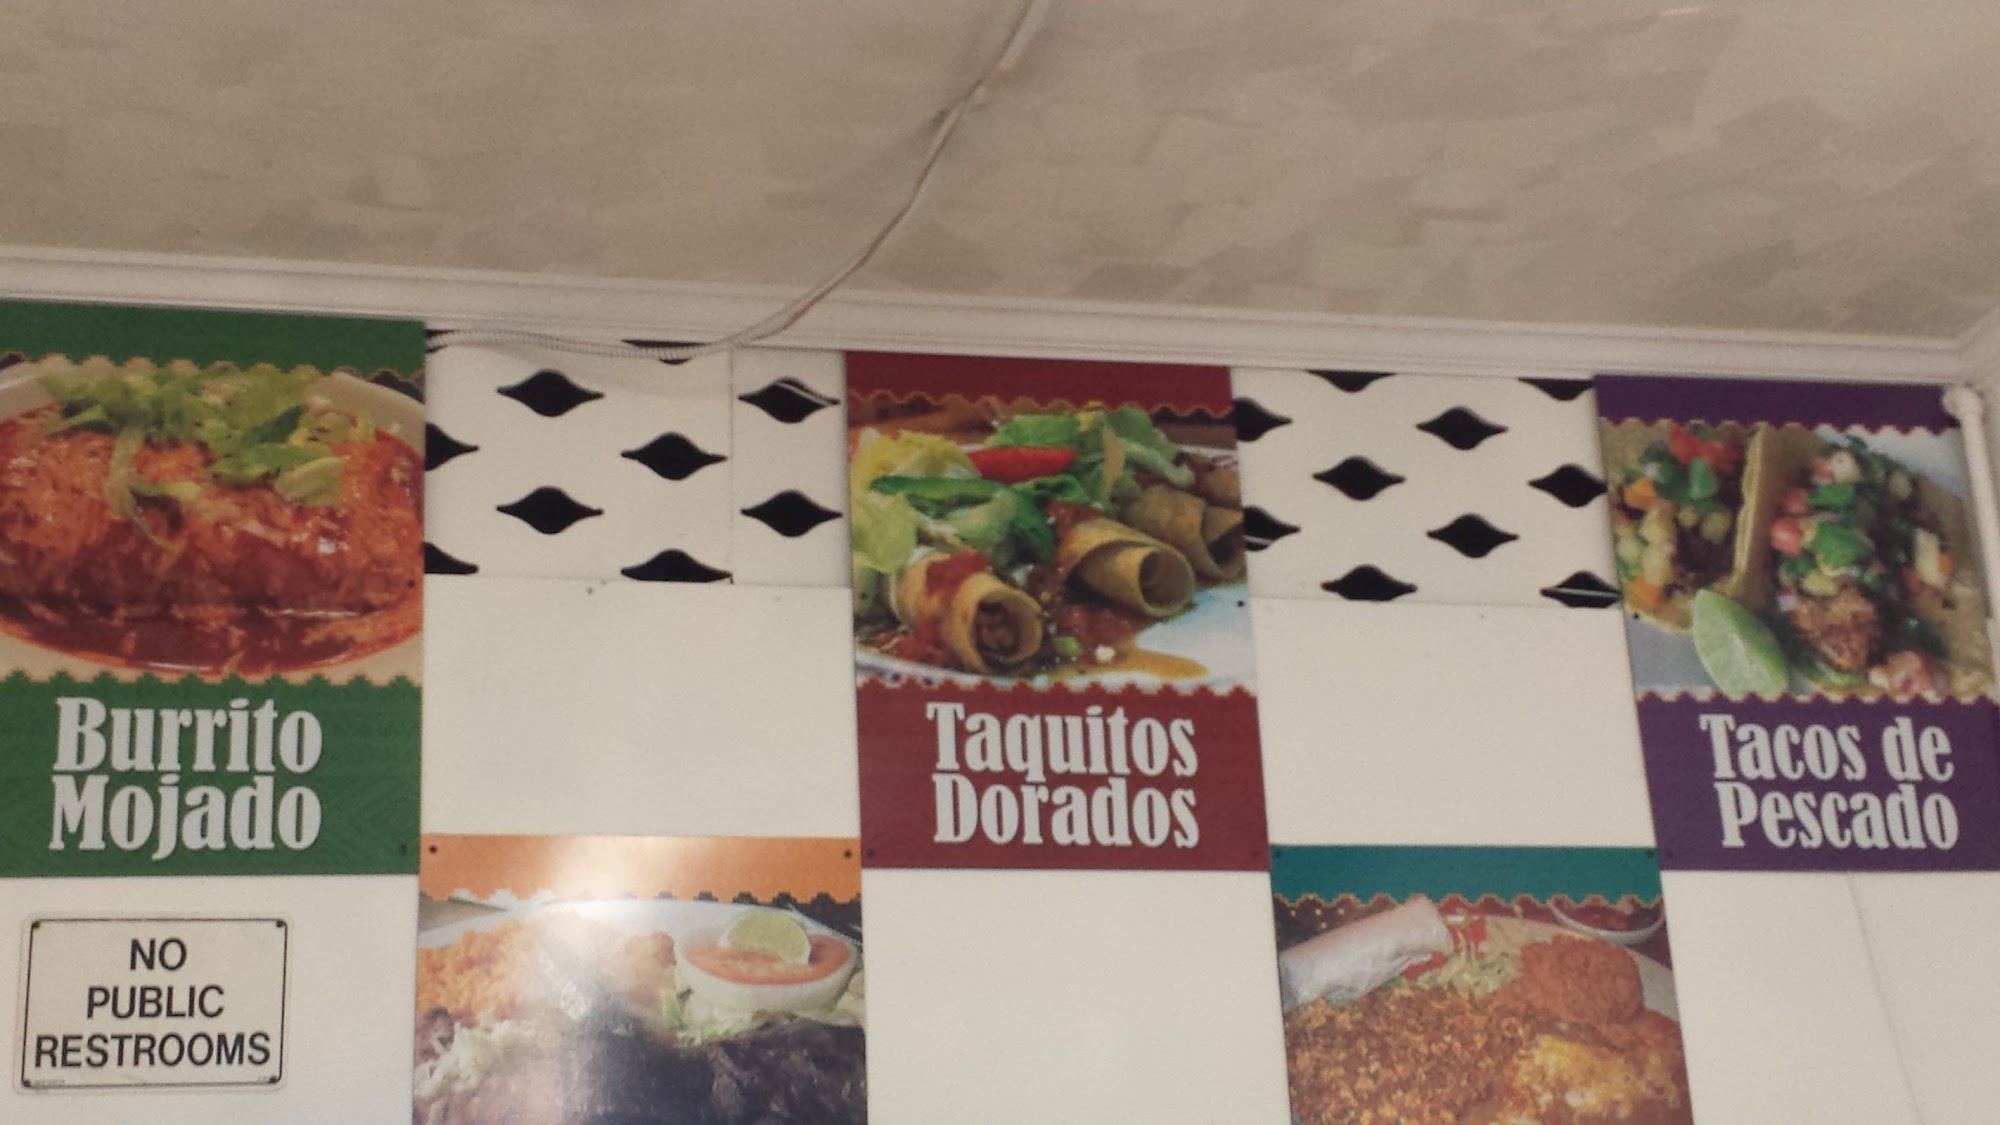 Burrito
Mojado
Taquitos
Dorados
Tacos de
Pescado
NO
PUBLIC
RESTROOMS